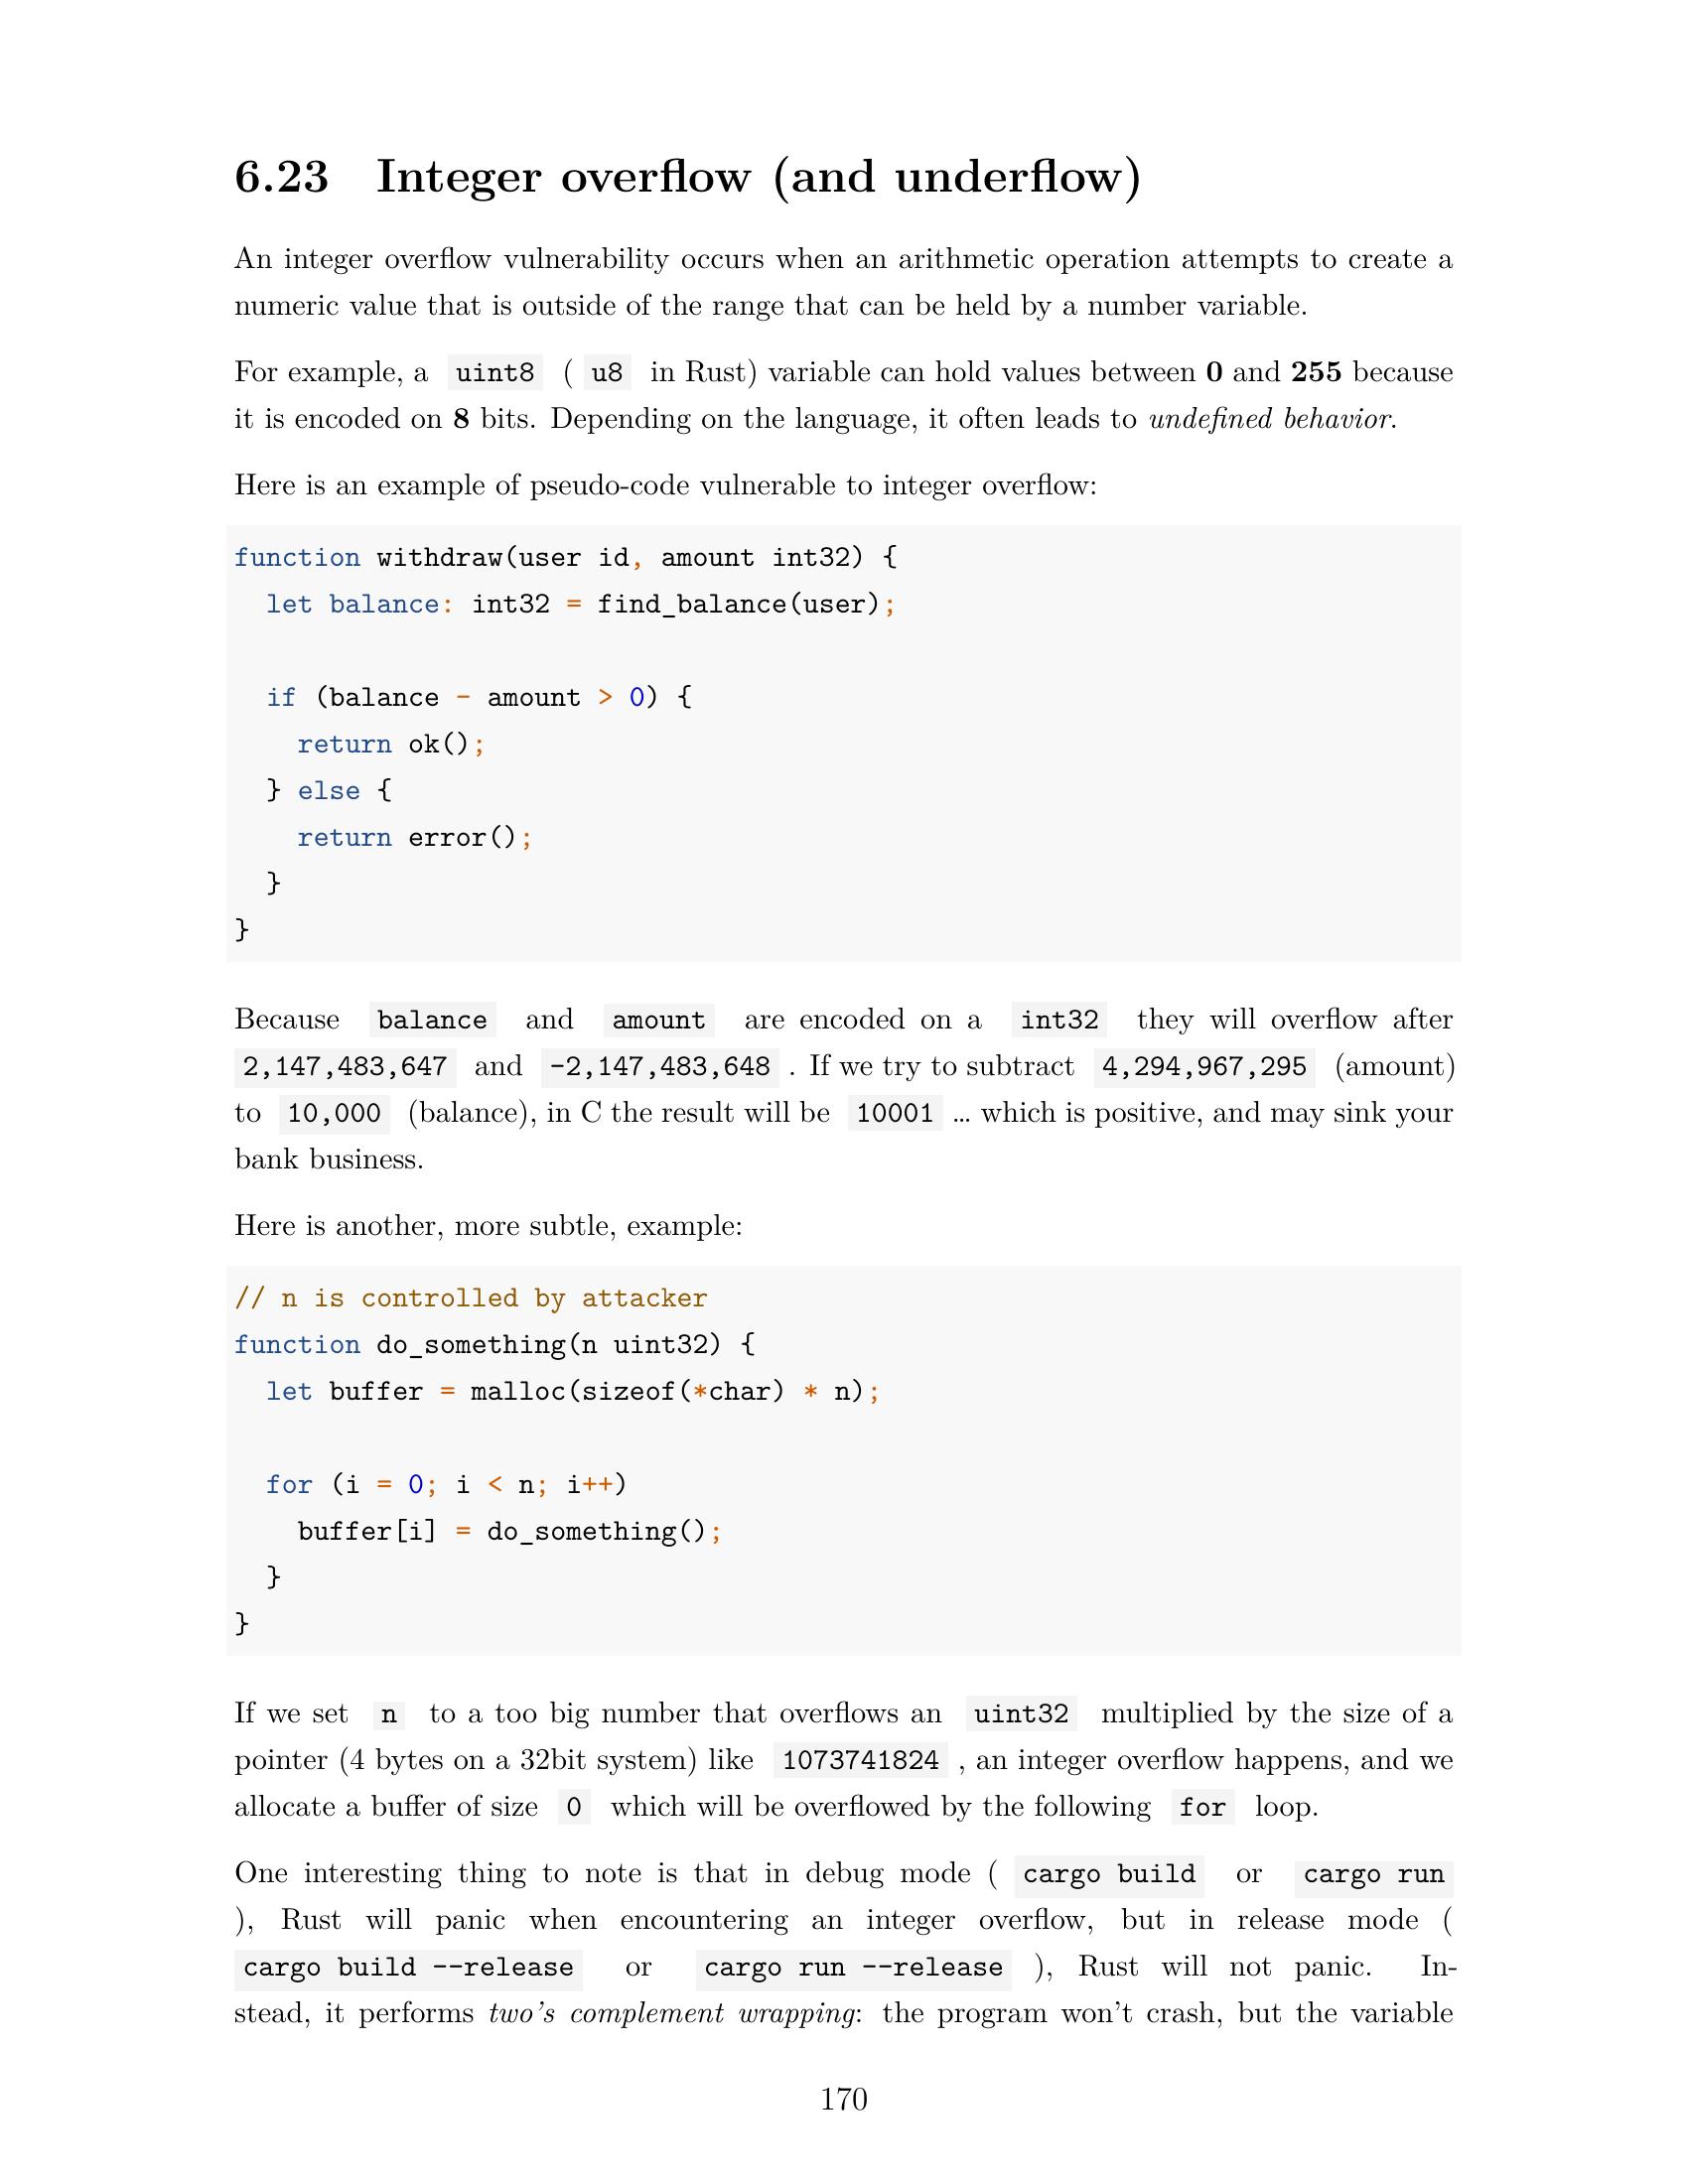 6.23 Integer overflow (and underflow)
An integer overflow vulnerability occurs when an arithmetic operation attempts to create a
numeric value that is outside of the range that can be held by a number variable.
For example, a uint8 ( u8 in Rust) variable can hold values between 0 and 255 because
it is encoded on 8 bits. Depending on the language, it often leads to undefined behavior.
Here is an example of pseudo-code vulnerable to integer overflow:
function withdraw(user id, amount int32) {
  let balance: int32 = find_balance(user);
  if (balance - amount > 0) {
    return ok();
  } else {
    return error();
  }
}
Because balance and amount are encoded on a int32 they will overflow after
2,147,483,647 and -2,147,483,648 . If we try to subtract 4,294,967,295 (amount)
to 10,000 (balance), in C the result will be 10001 … which is positive, and may sink your
bank business.
Here is another, more subtle, example:
// n is controlled by attacker
function do_something(n uint32) {
  let buffer = malloc(sizeof(*char) * n);
  for (i = 0; i < n; i++)
    buffer[i] = do_something();
  }
}
If we set n to a too big number that overflows an uint32 multiplied by the size of a
pointer (4 bytes on a 32bit system) like 1073741824 , an integer overflow happens, and we
allocate a buffer of size 0 which will be overflowed by the following for loop.
One interesting thing to note is that in debug mode ( cargo build or cargo run
), Rust will panic when encountering an integer overflow, but in release mode (
cargo build --release or cargo run --release ), Rust will not panic. In-
stead, it performs two's complement wrapping: the program won't crash, but the variable
170